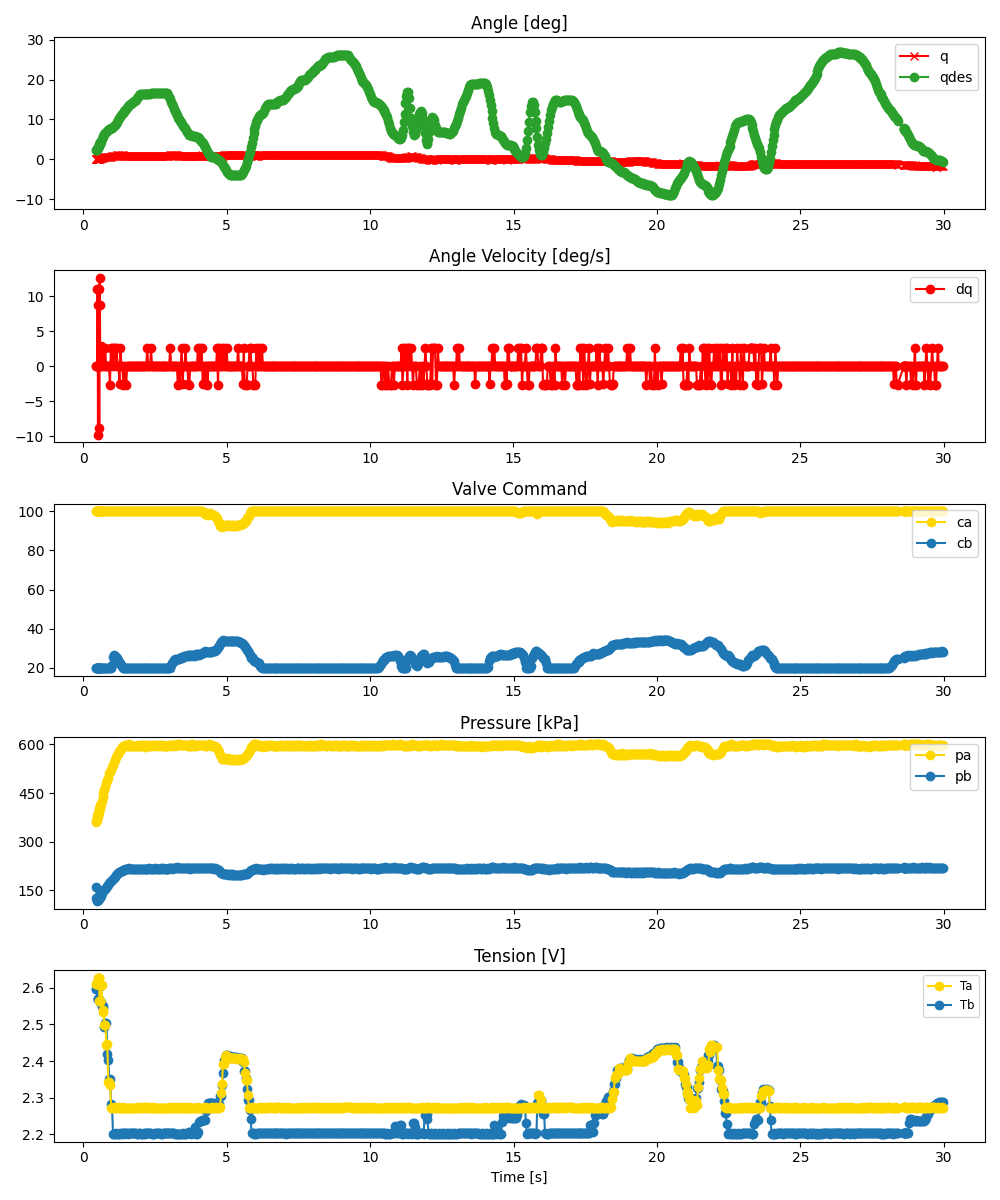 Angle [deg]
30
20
10
0
−10
q
qdes
0 5 10 15 20 25 30
Angle Velocity [deg/s]
10
5
0
−5
−10
dq
0 5 10 15 20 25 30
Valve Command
100
80
60
40
20
ca
cb
0 5 10 15 20 25 30
Pressure [kPa]
600
450
300
150
pa
pb
0 5 10 15 20 25 30
Tension [V]
2.6
2.5
2.4
2.3
2.2
Ta
Tb
0 5 10 15 20 25 30
Time [s]